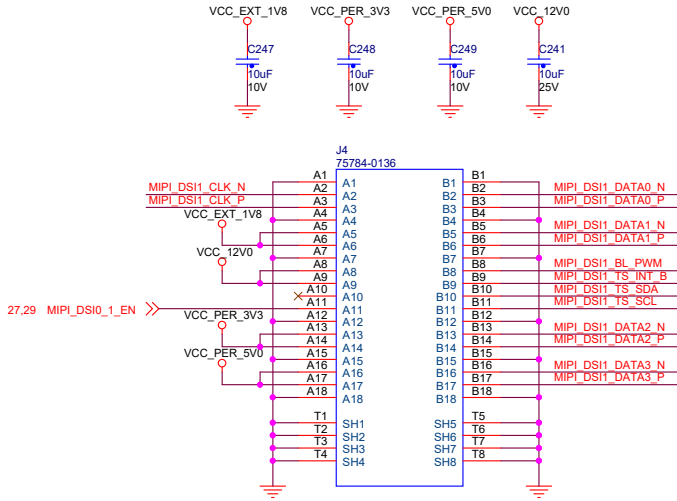 VCC_EXT_1V8 VCC_PER_3V3 VCC_PER_5V0 VCC_12V0
C247 C248 C249 C241
10uF 10uF 10uF 10uF
10V 10V 10V 25V
J4
75784-0136
A1 A1 B1 B1
MIPI_DSI1_CLK_N A2 A2 B2 B2 MIPI_DSI1_DATA0_N
MIPI_DSI1_CLK_P A3 A3 B3 B3 MIPI_DSI1_DATA0_P
VCC_EXT_1V8 A4 A4 B4 B4
A5 A5 B5 B5 MIPI_DSI1_DATA1_N
A6 A6 B6 B6 MIPI_DSI1_DATA1_P
VCC_12V0 A7 A7 B7 B7
A8 A8 B8 B8 MIPI_DSI1_BL_PWM
A9 A9 B9 B9 MIPI_DSI1_TS_INT_B
A10 A10 B10 B10 MIPI_DSI1_TS_SDA
27,29 MIPI_DSI0_1_EN A11 A11 B11 B11 MIPI_DSI1_TS_SCL
VCC_PER_3V3 A12 A12 B12 B12
A13 A13 B13 B13 MIPI_DSI1_DATA2_N
A14 A14 B14 B14 MIPI_DSI1_DATA2_P
VCC_PER_5V0 A15 A15 B15 B15
A16 A16 B16 B16 MIPI_DSI1_DATA3_N
A17 A17 B17 B17 MIPI_DSI1_DATA3_P
A18 A18 B18 B18
T1 SH1 SH5 T5
T2 SH2 SH6 T6
T3 SH3 SH7 T7
T4 SH4 SH8 T8